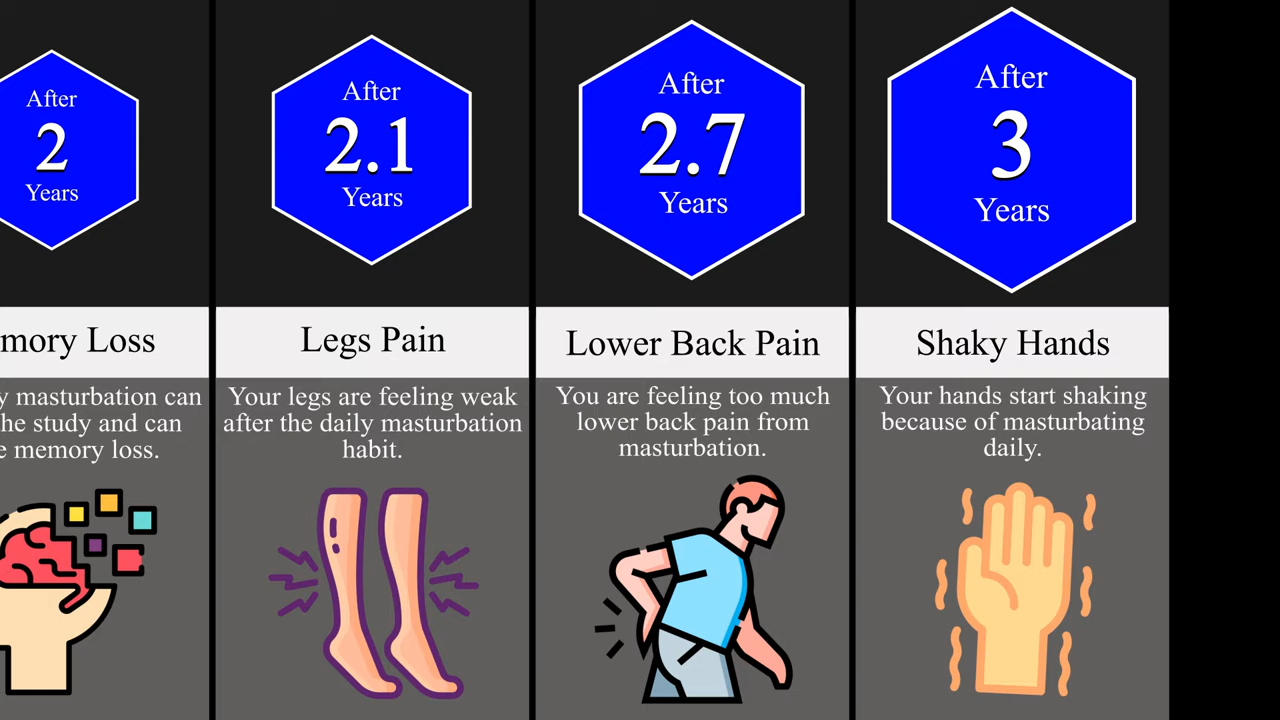 After
2
Years
mory Loss
y masturbation can
he study and can
e memory loss.
After
2.1
Years
Legs Pain
Your legs are feeling weak
after the daily masturbation
habit.
After
2.7
Years
Lower Back Pain
You are feeling too much
lower back pain from
masturbation.
After
3
Years
Shaky Hands
Your hands start shaking
because of masturbating
daily.